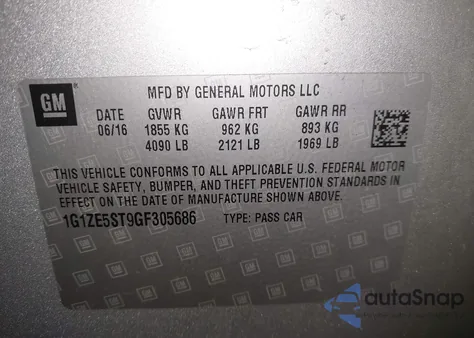 GM
MFD BY GENERAL MOTORS LLC
DATE GVWR GAWR FRT GAWR RR
06/16 1855 KG 962 KG 893 KG
4090 LB 2121 LB 1969 LB
THIS VEHICLE CONFORMS TO ALL APPLICABLE U.S. FEDERAL MOTOR
VEHICLE SAFETY, BUMPER, AND THEFT PREVENTION STANDARDS IN
EFFECT ON THE DATE OF MANUFACTURE SHOWN ABOVE.
1G1ZE5ST9GF305686 TYPE: PASS CAR
autoSnap